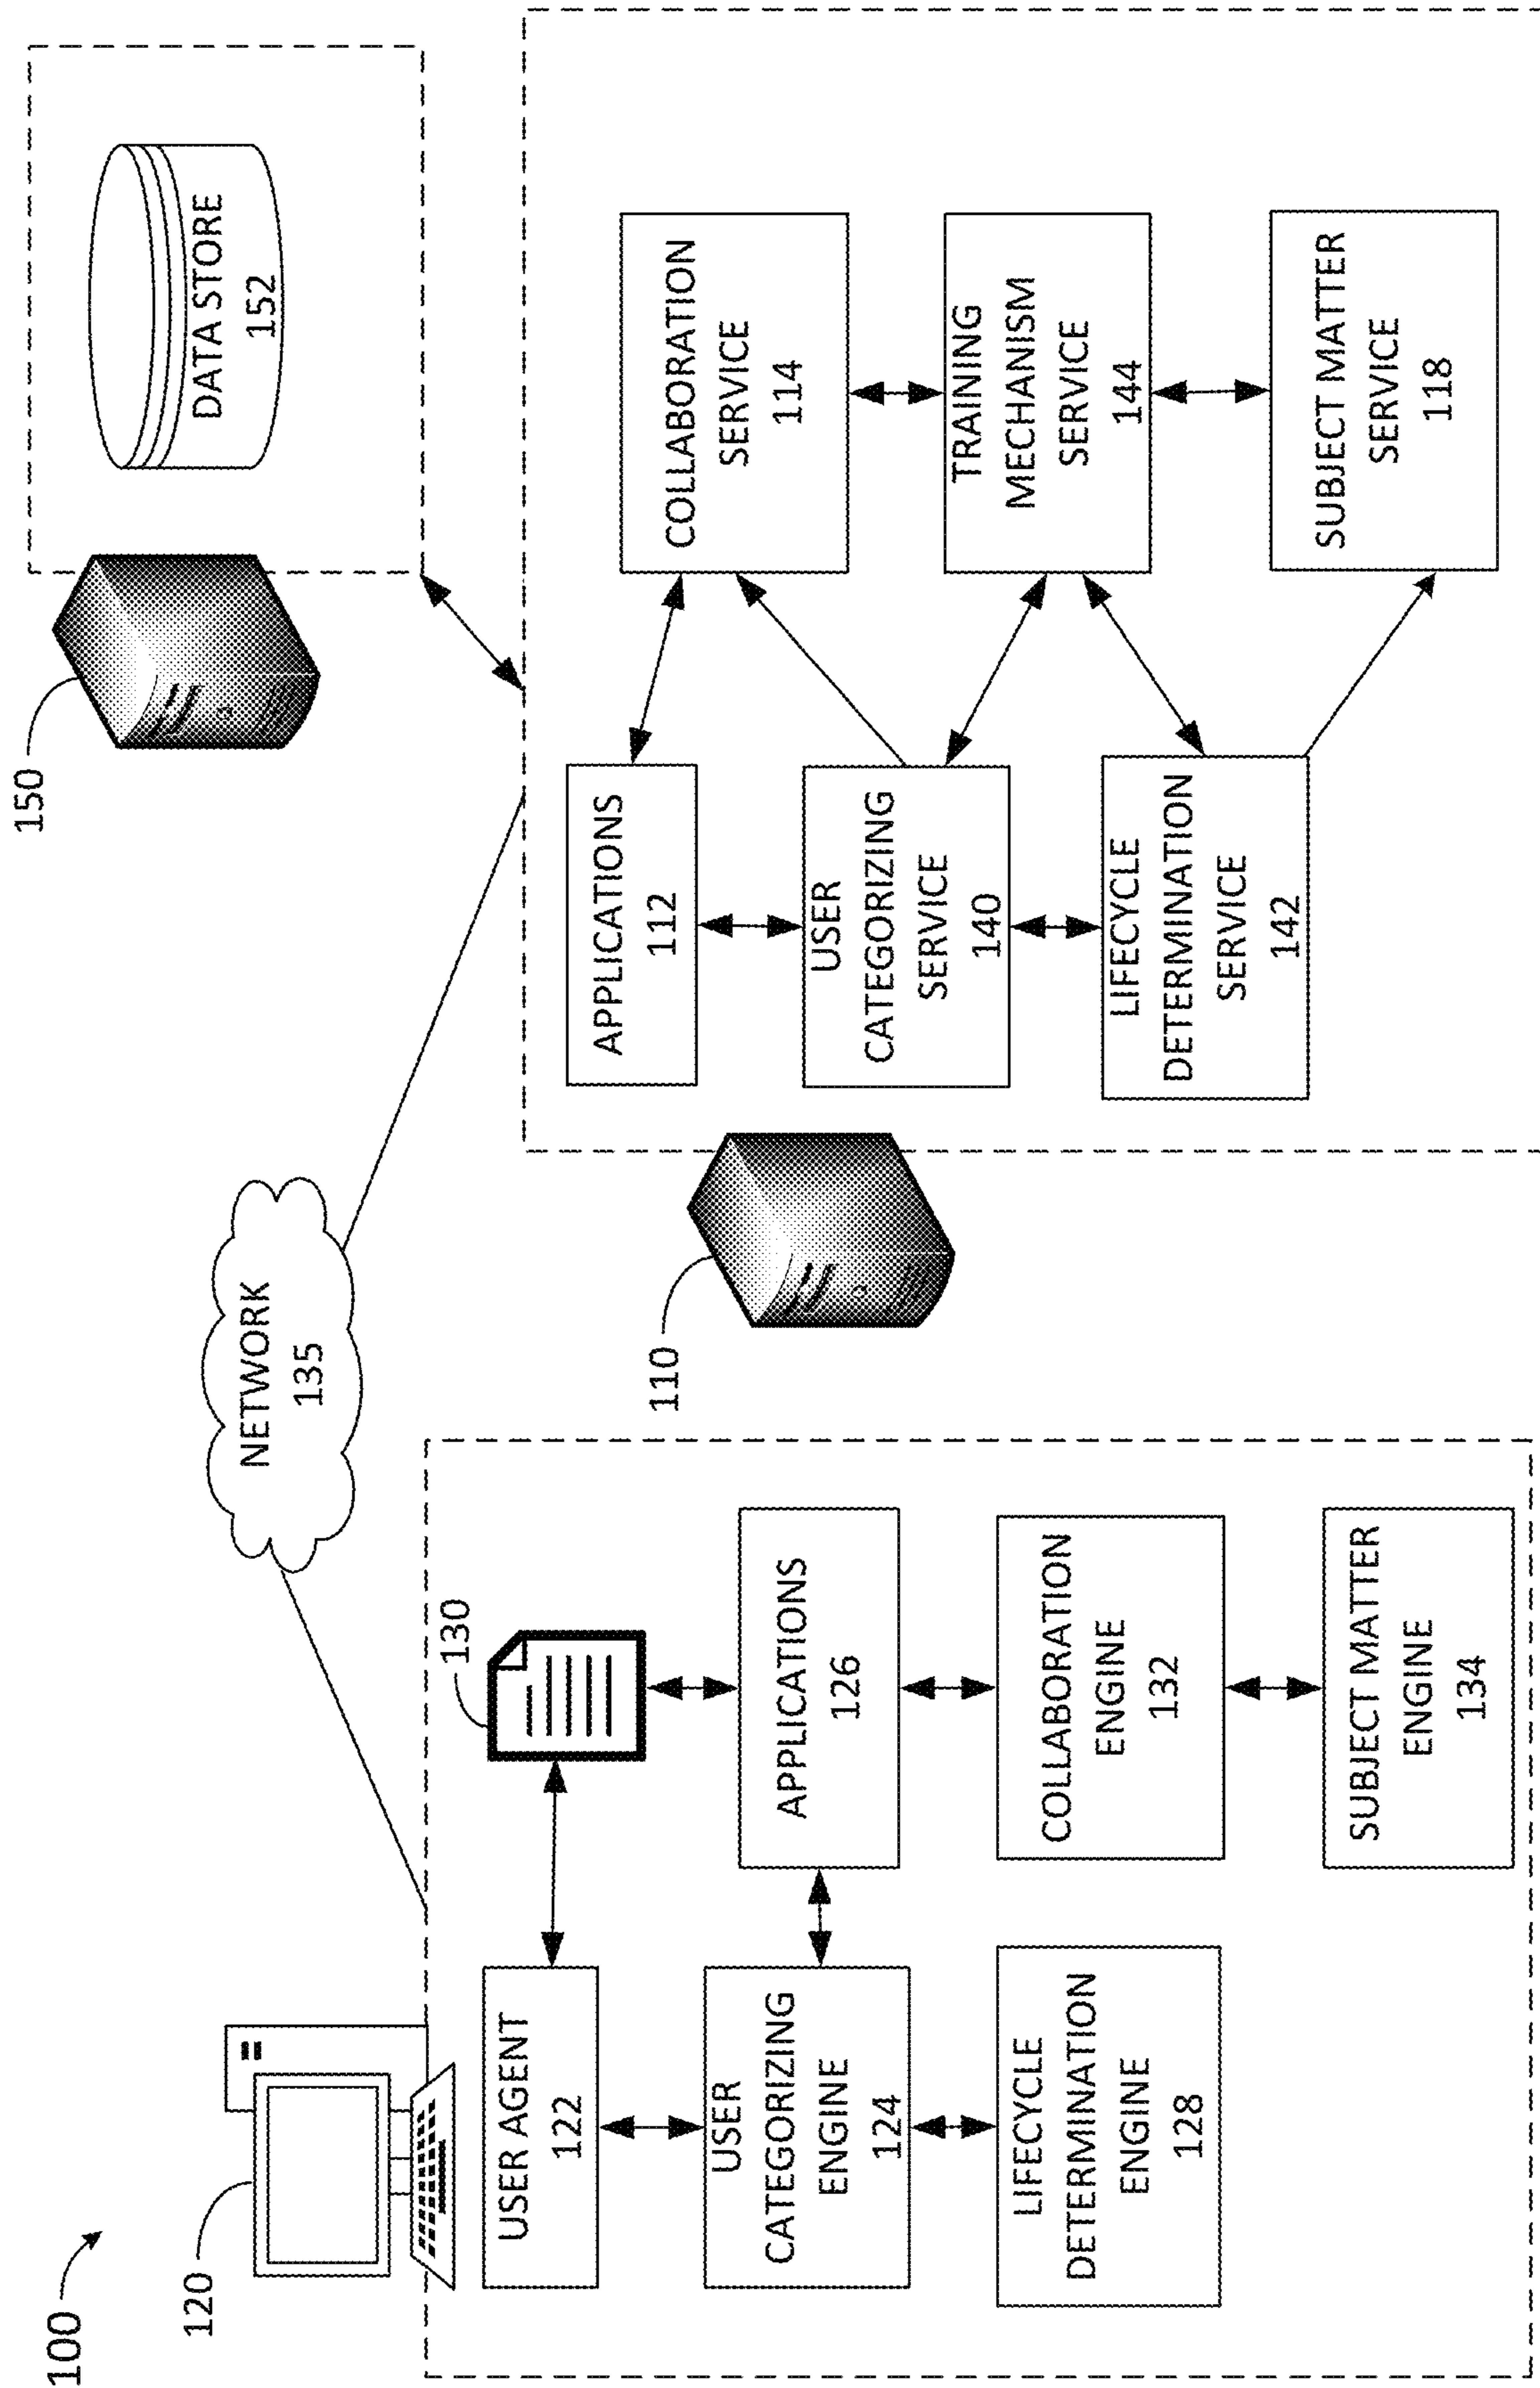 100
120
USER AGENT
122
USER
CATEGORIZING
ENGINE
124
LIFECYCLE
DETERMINATION
ENGINE
128
130
APPLICATIONS
126
COLLABORATION
ENGINE
132
SUBJECT MATTER
ENGINE
134
NETWORK
135
110
APPLICATIONS
112
USER
CATEGORIZING
SERVICE
140
LIFECYCLE
DETERMINATION
SERVICE
142
COLLABORATION
SERVICE
114
TRAINING
MECHANISM
SERVICE
144
SUBJECT MATTER
SERVICE
118
150
DATA STORE
152